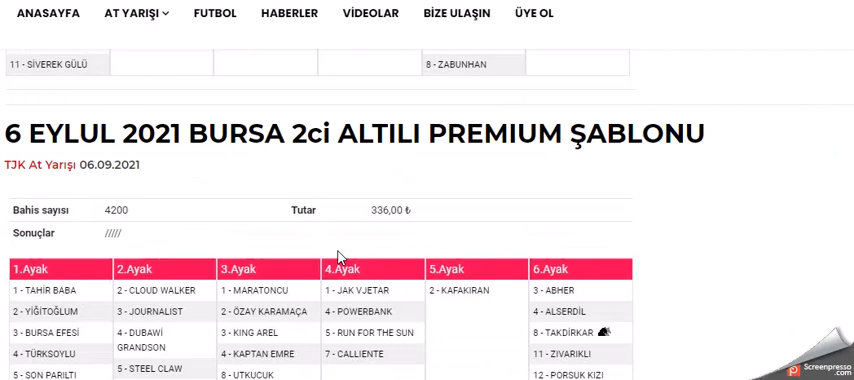 ANASAYFA AT YARIŞI FUTBOL HABERLER VİDEOLAR BİZE ULAŞIN ÜYE OL
11 - SİVEREK GÜLÜ 8 - ZABUNHAN
6 EYLUL 2021 BURSA 2ci ALTILI PREMIUM ŞABLONU
TJK At Yarışı 06.09.2021
Bahis sayısı 4200 Tutar 336,00 ₺
Sonuçlar /////
1.Ayak 2.Ayak 3.Ayak 4.Ayak 5.Ayak 6.Ayak
1 - TAHİR BABA 2 - CLOUD WALKER 1 - MARATONCU 1 - JAK VJETAR 2 - KAFAKIRAN 3 - ABHER
2 - YİĞİTOĞLUM 3 - JOURNALIST 2 - ÖZAY KARAMAÇA 4 - POWERBANK 4 - ALSERDİL
3 - BURSA EFESİ 4 - DUBAWİ 3 - KING AREL 5 - RUN FOR THE SUN 8 - TAKDİRKAR
GRANDSON
4 - TÜRKSOYLU 4 - KAPTAN EMRE 7 - CALLIENTE 11 - ZIVARIKLI
5 - STEEL CLAW
5 - SON PARILTI 8 - UTKUCUK 12 - PORSUK KIZI
Screenpresso
.com